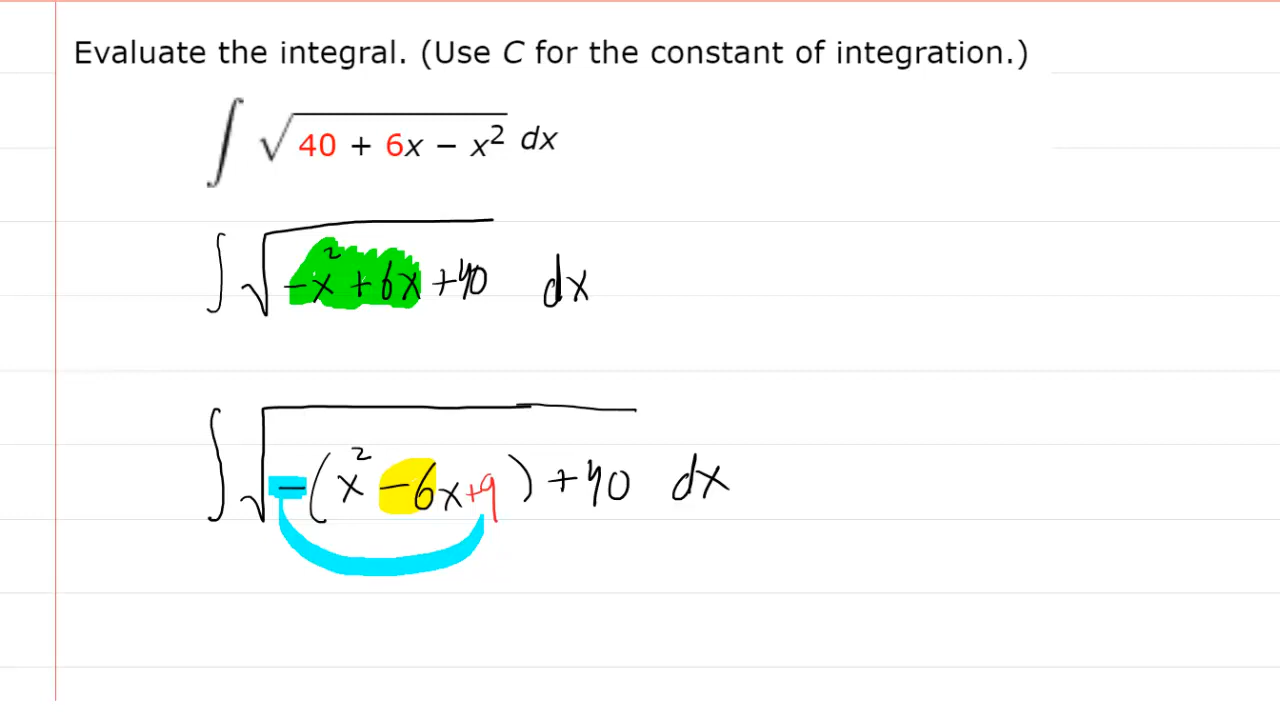 Evaluate the integral. (Use C for the constant of integration.)
∫ √(40 + 6x − x²) dx
∫ √(−x² + 6x + 40) dx
∫ √(−(x² − 6x + 9) + 40) dx